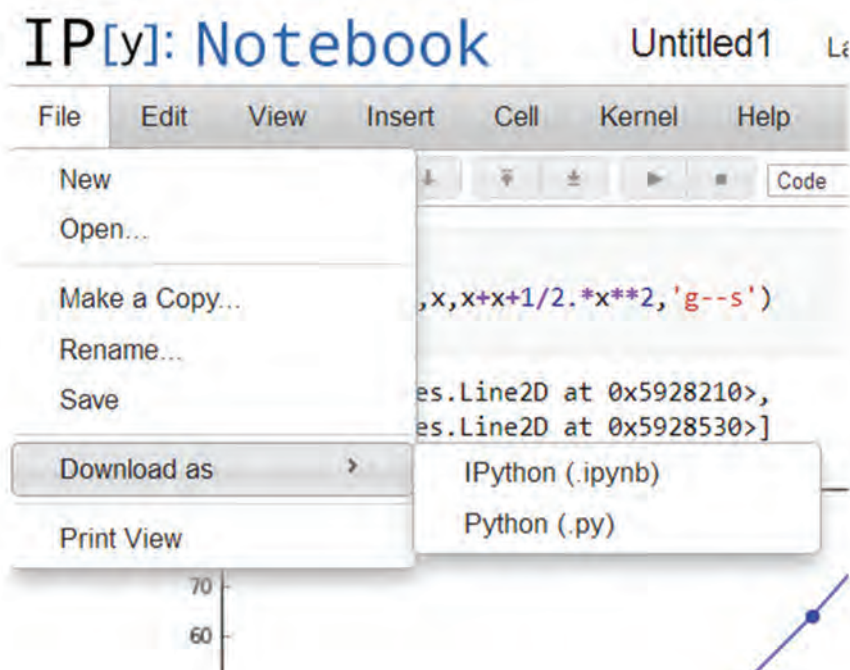 IP[y]: Notebook Untitled1
File Edit View Insert Cell Kernel Help
New
Code
Open...
Make a Copy...
,x,x+x+1/2.*x**2,'g--s')
Rename...
Save
es.Line2D at 0x5928210>,
es.Line2D at 0x5928530>]
Download as >
IPython (.ipynb)
Python (.py)
Print View
70
60